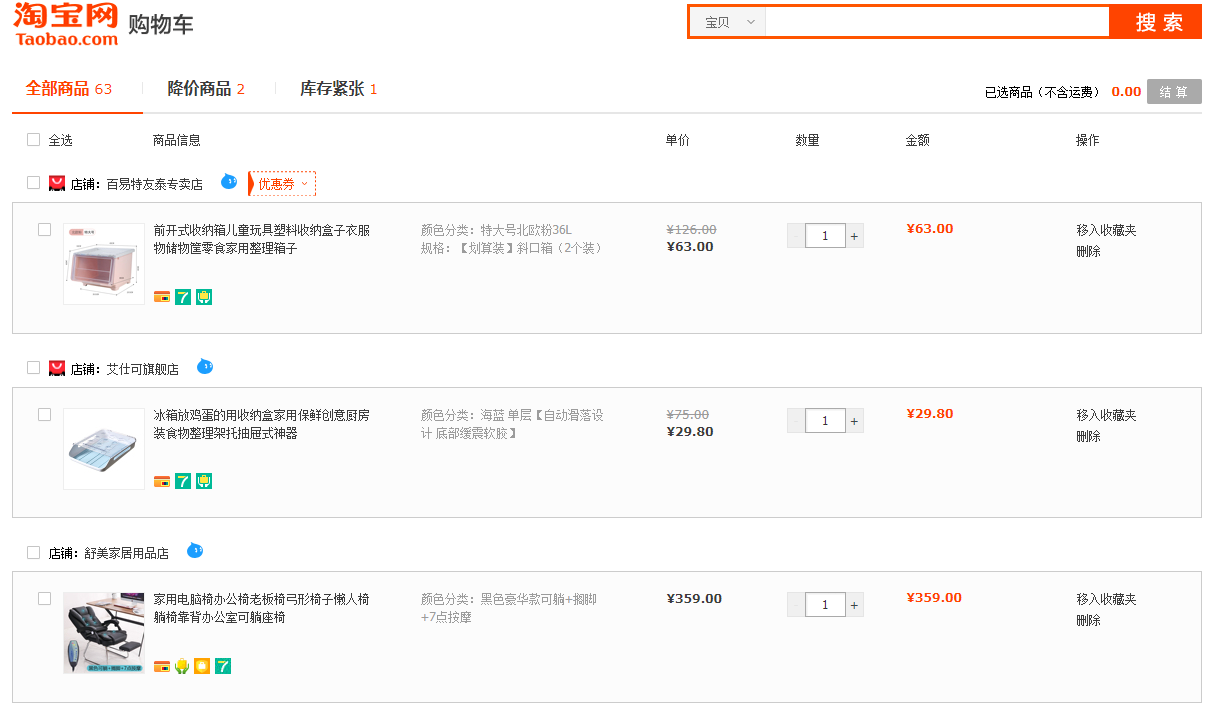 淘宝网
Taobao.com
购物车
宝贝
搜 索
全部商品 63
降价商品 2
库存紧张 1
已选商品（不含运费） 0.00 结 算
全选 商品信息 单价 数量 金额 操作
店铺：百易特友泰专卖店 优惠券
前开式收纳箱儿童玩具塑料收纳盒子衣服
物储物筐零食家用整理箱子
颜色分类：特大号北欧粉36L
规格：【划算装】斜口箱（2个装）
¥126.00
¥63.00
- 1 +
¥63.00
移入收藏夹
删除
7
店铺：艾仕可旗舰店
冰箱放鸡蛋的用收纳盒家用保鲜创意厨房
装食物整理架托抽屉式神器
颜色分类：海蓝 单层【自动滑落设
计 底部缓震软胶】
¥75.00
¥29.80
- 1 +
¥29.80
移入收藏夹
删除
7
店铺：舒美家居用品店
家用电脑椅办公椅老板椅弓形椅子懒人椅
躺椅靠背办公室可躺座椅
颜色分类：黑色豪华款可躺+搁脚
+7点按摩
¥359.00
- 1 +
¥359.00
移入收藏夹
删除
7